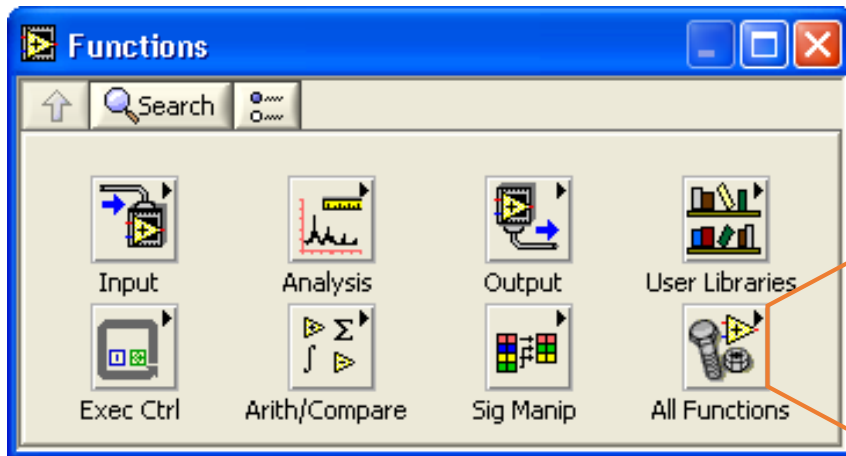 Functions
Search
Input Analysis Output User Libraries
Exec Ctrl Arith/Compare Sig Manip All Functions